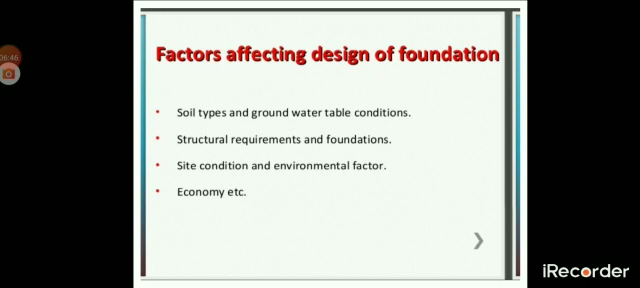 Factors affecting design of foundation
06:46
• Soil types and ground water table conditions.
• Structural requirements and foundations.
• Site condition and environmental factor.
• Economy etc.
iRecorder